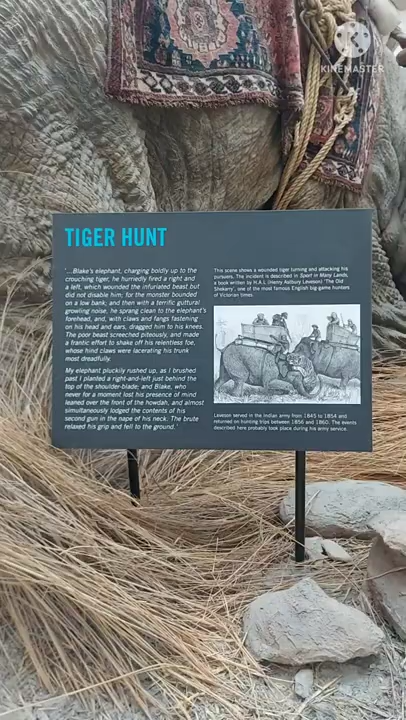 KINEMASTER
TIGER HUNT
'...Blake's elephant, charging boldly up to the
crouching tiger, he hurriedly fired a right and
a left, which wounded the infuriated beast but
did not disable him; for the monster bounded
on a low bank, and then with a terrific guttural
growling noise, he sprang clean to the elephant's
forehead, and, with claws and fangs fastening
on his head and ears, dragged him to his knees.
The poor beast screeched piteously, and made
a frantic effort to shake off his relentless foe,
whose hind claws were lacerating his trunk
most dreadfully.
My elephant pluckily rushed up, as I brushed
past I planted a right-and-left just behind the
top of the shoulder-blade; and Blake, who
never for a moment lost his presence of mind
leaned over the front of the howdah, and almost
simultaneously lodged the contents of his
second gun in the nape of his neck. The brute
relaxed his grip and fell to the ground.'
This scene shows a wounded tiger turning and attacking his
pursuers. The incident is described in Sport in Many Lands,
a book written by H.A.L (Henry Astbury Leveson) 'The Old
Shekarry', one of the most famous English big-game hunters
of Victorian times.
Leveson served in the Indian army from 1845 to 1854 and
returned on hunting trips between 1856 and 1860. The events
described here probably took place during his army service.